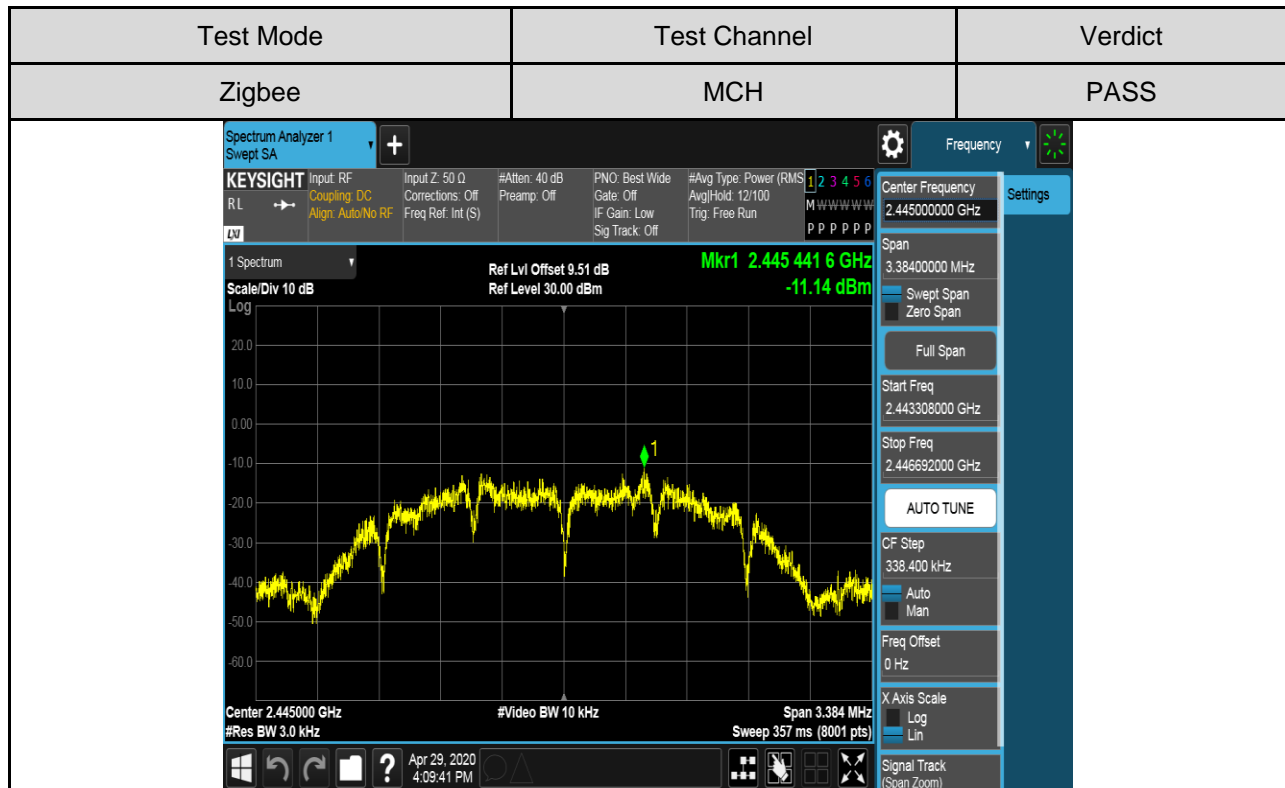 Test Mode Test Channel Verdict
Zigbee MCH PASS
Spectrum Analyzer 1
Swept SA
+
Frequency
KEYSIGHT
RL
LXI
Input: RF
Coupling: DC
Align: Auto/No RF
Input Z: 50 Ω
Corrections: Off
Freq Ref: Int (S)
#Atten: 40 dB
Preamp: Off
PNO: Best Wide
Gate: Off
IF Gain: Low
Sig Track: Off
#Avg Type: Power (RMS
Avg|Hold: 12/100
Trig: Free Run
1 2 3 4 5 6
M W W W W W
P P P P P P
1 Spectrum
Scale/Div 10 dB
Ref Lvl Offset 9.51 dB
Ref Level 30.00 dBm
Mkr1 2.445 441 6 GHz
-11.14 dBm
Log
20.0
10.0
0.00
-10.0
-20.0
-30.0
-40.0
-50.0
-60.0
1
Center 2.445000 GHz
#Res BW 3.0 kHz
#Video BW 10 kHz
Span 3.384 MHz
Sweep 357 ms (8001 pts)
Center Frequency
2.445000000 GHz
Settings
Span
3.38400000 MHz
Swept Span
Zero Span
Full Span
Start Freq
2.443308000 GHz
Stop Freq
2.446692000 GHz
AUTO TUNE
CF Step
338.400 kHz
Auto
Man
Freq Offset
0 Hz
X Axis Scale
Log
Lin
Signal Track
(Span Zoom)
?
Apr 29, 2020
4:09:41 PM